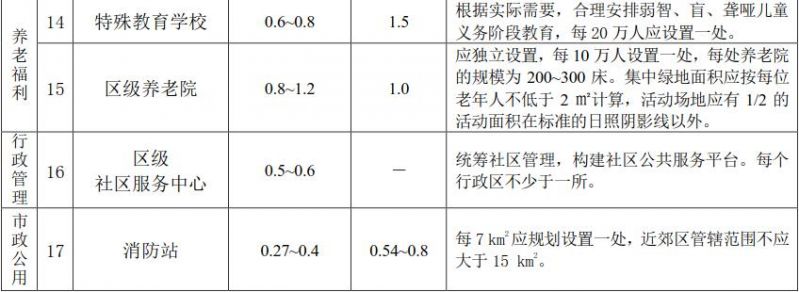 养老福利
14
特殊教育学校
0.6~0.8
1.5
根据实际需要，合理安排弱智、盲、聋哑儿童
义务阶段教育，每 20 万人应设置一处。
15
区级养老院
0.8~1.2
1.0
应独立设置，每 10 万人设置一处，每处养老院
的规模为 200~300 床。集中绿地面积应按每位
老年人不低于 2 ㎡计算，活动场地应有 1/2 的
活动面积在标准的日照阴影线以外。
行政管理
16
区级
社区服务中心
0.5~0.6
—
统筹社区管理，构建社区公共服务平台。每个
行政区不少于一所。
市政公用
17
消防站
0.27~0.4
0.54~0.8
每 7 km²应规划设置一处，近郊区管辖范围不应
大于 15 km²。